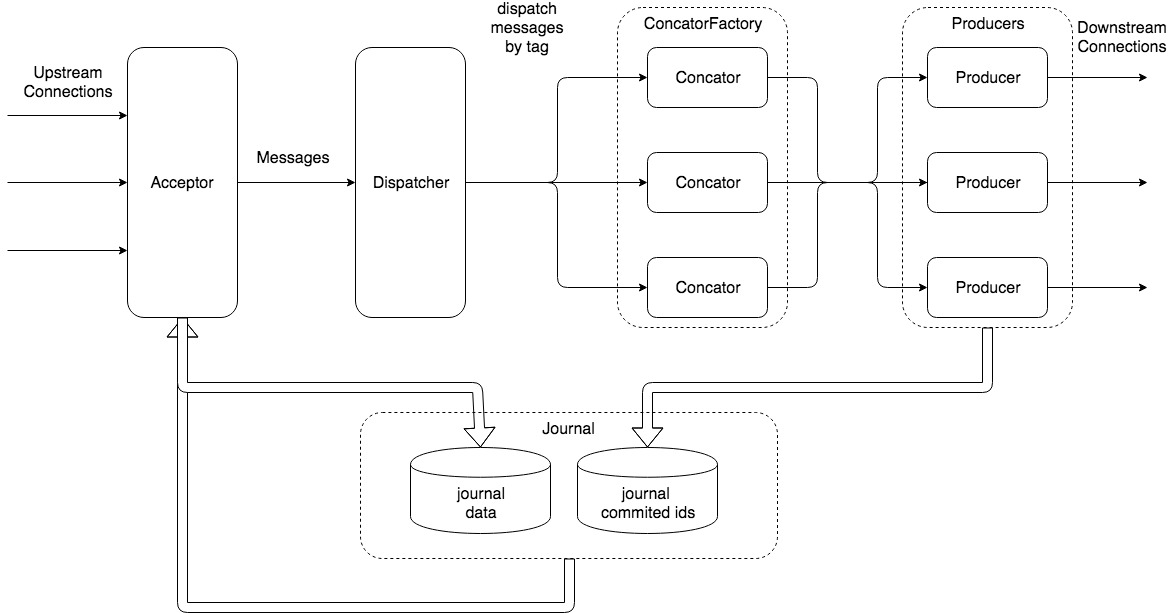 dispatch
messages
by tag
ConcatorFactory
Producers
Downstream
Connections
Upstream
Connections
Concator
Producer
Messages
Acceptor
Dispatcher
Concator
Producer
Concator
Producer
Journal
journal
data
journal
commited ids